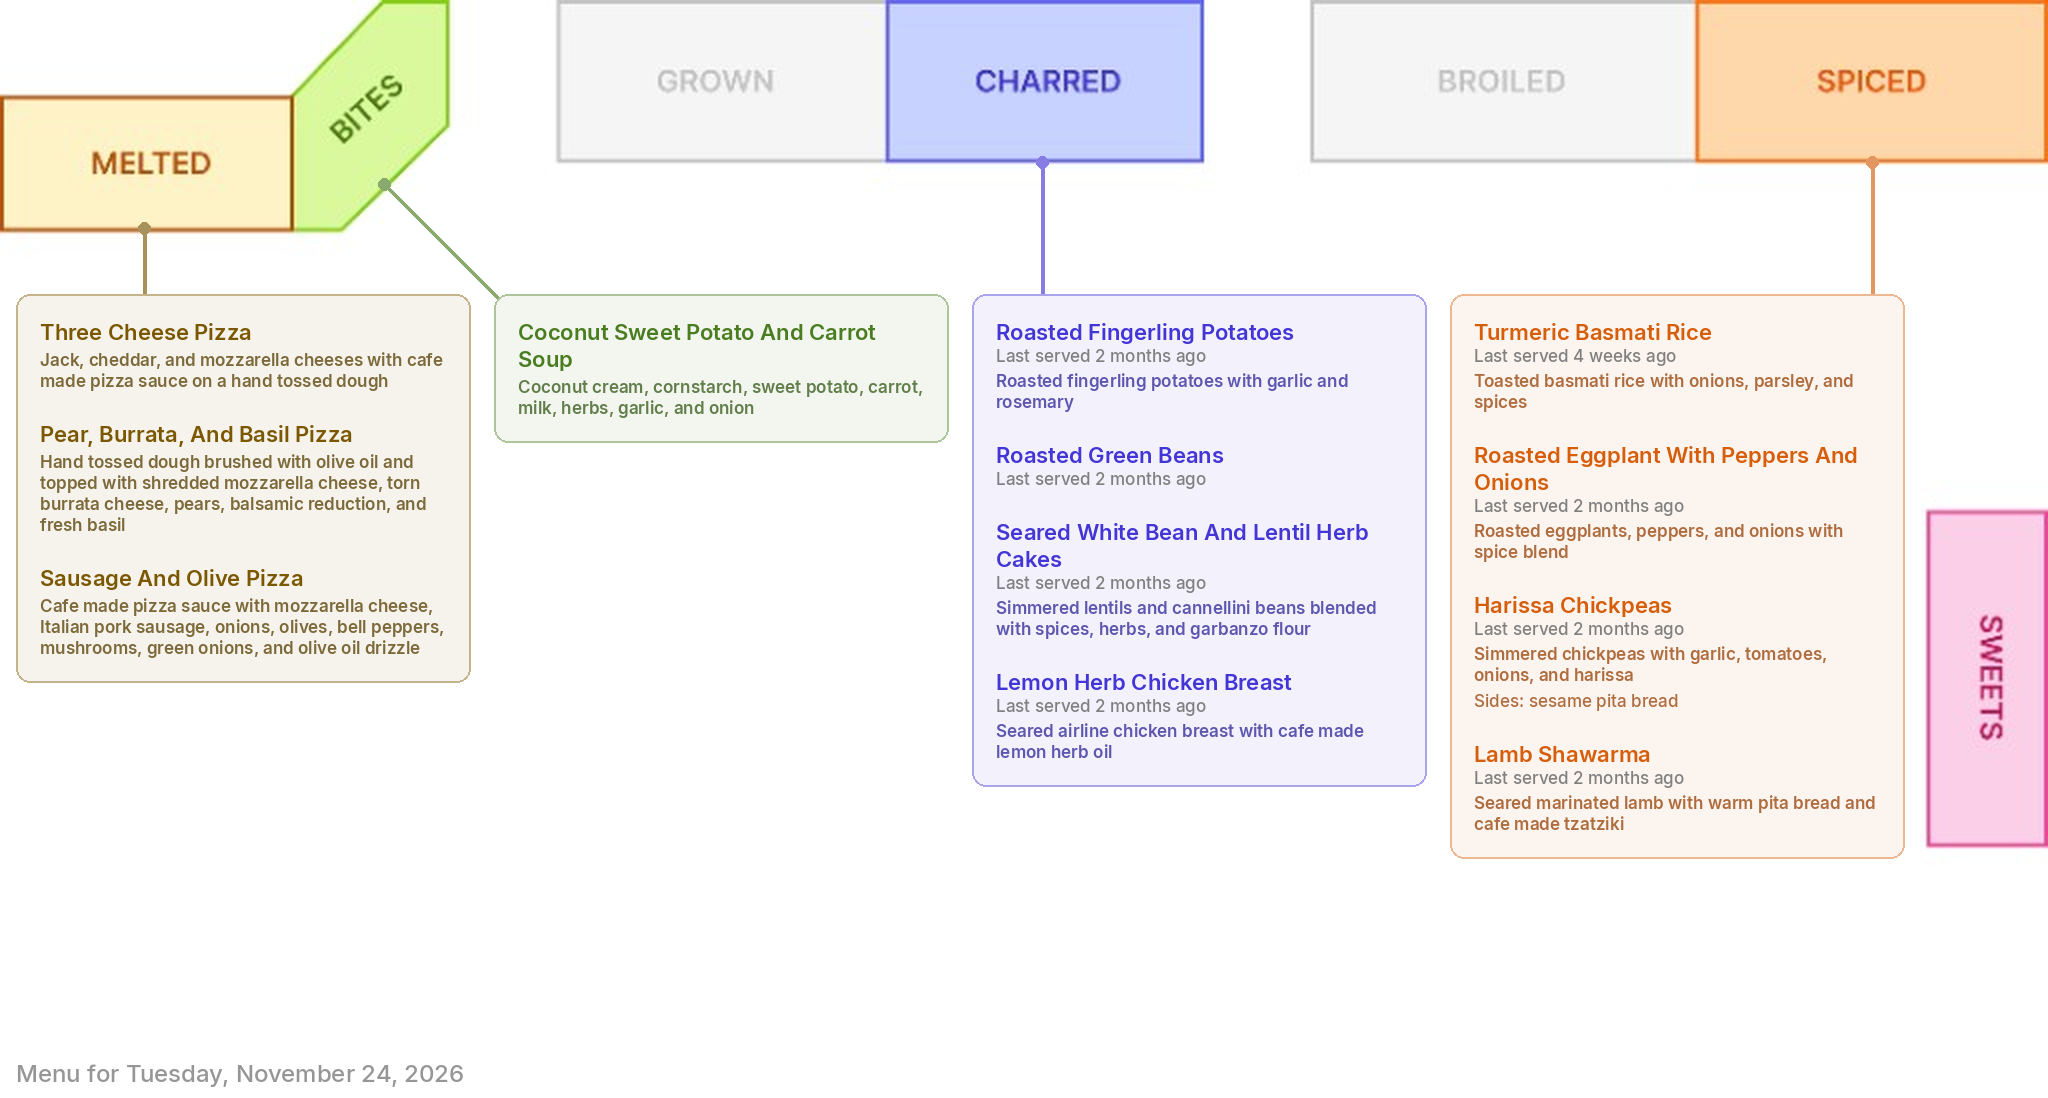 MELTED
BITES
GROWN
CHARRED
BROILED
SPICED
Three Cheese Pizza
Jack, cheddar, and mozzarella cheeses with cafe
made pizza sauce on a hand tossed dough
Pear, Burrata, And Basil Pizza
Hand tossed dough brushed with olive oil and
topped with shredded mozzarella cheese, torn
burrata cheese, pears, balsamic reduction, and
fresh basil
Sausage And Olive Pizza
Cafe made pizza sauce with mozzarella cheese,
Italian pork sausage, onions, olives, bell peppers,
mushrooms, green onions, and olive oil drizzle
Coconut Sweet Potato And Carrot
Soup
Coconut cream, cornstarch, sweet potato, carrot,
milk, herbs, garlic, and onion
Roasted Fingerling Potatoes
Last served 2 months ago
Roasted fingerling potatoes with garlic and
rosemary
Roasted Green Beans
Last served 2 months ago
Seared White Bean And Lentil Herb
Cakes
Last served 2 months ago
Simmered lentils and cannellini beans blended
with spices, herbs, and garbanzo flour
Lemon Herb Chicken Breast
Last served 2 months ago
Seared airline chicken breast with cafe made
lemon herb oil
Turmeric Basmati Rice
Last served 4 weeks ago
Toasted basmati rice with onions, parsley, and
spices
Roasted Eggplant With Peppers And
Onions
Last served 2 months ago
Roasted eggplants, peppers, and onions with
spice blend
Harissa Chickpeas
Last served 2 months ago
Simmered chickpeas with garlic, tomatoes,
onions, and harissa
Sides: sesame pita bread
Lamb Shawarma
Last served 2 months ago
Seared marinated lamb with warm pita bread and
cafe made tzatziki
SWEETS
Menu for Tuesday, November 24, 2026